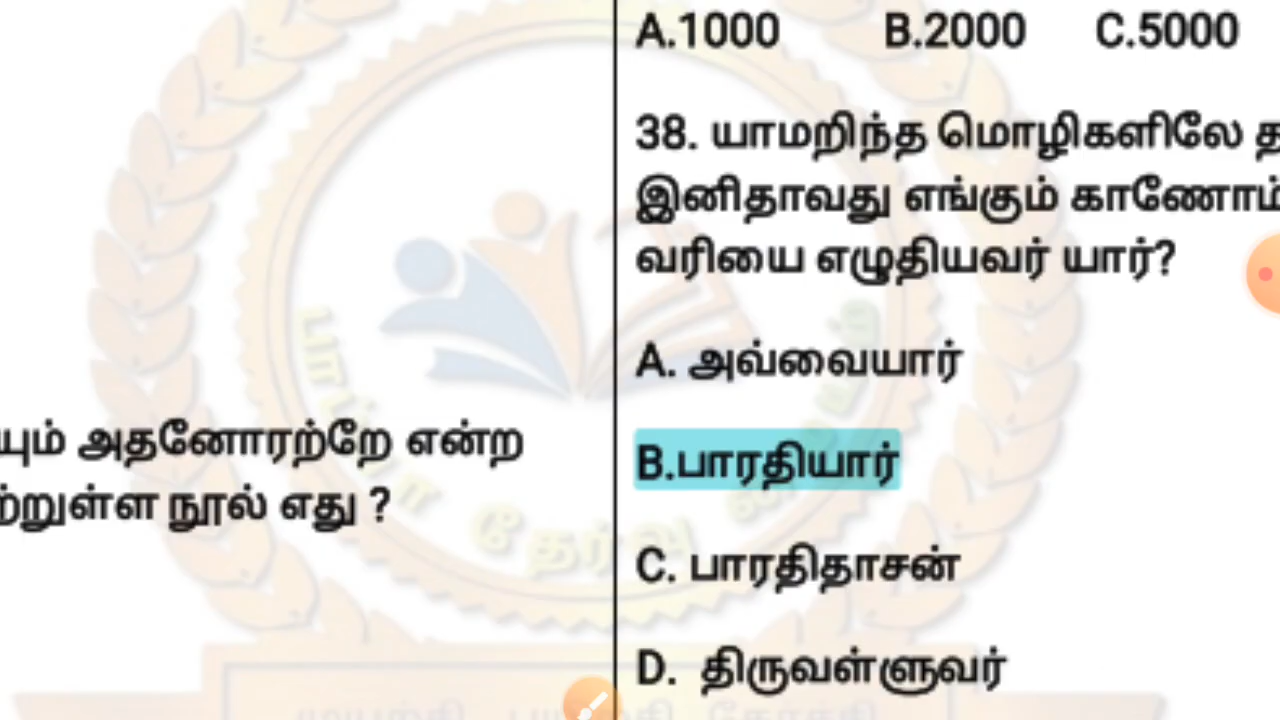 யும் அதனோரற்றே என்ற
ற்றுள்ள நூல் எது ?
A.1000 B.2000 C.5000
38. யாமறிந்த மொழிகளிலே
இனிதாவது எங்கும் காணோம்
வரியை எழுதியவர் யார்?
A. அவ்வையார்
B.பாரதியார்
C. பாரதிதாசன்
D. திருவள்ளுவர்